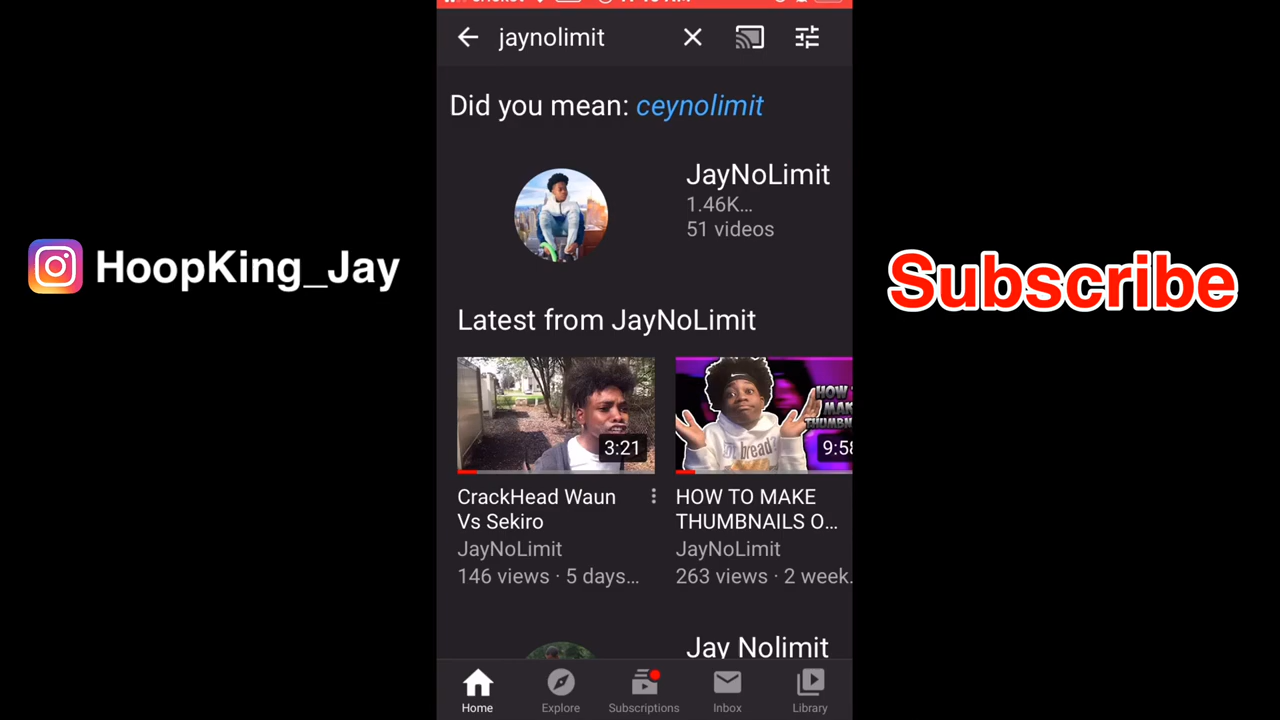 jaynolimit
Did you mean: ceynolimit
JayNoLimit
1.46K...
51 videos
HoopKing_Jay
Subscribe
Latest from JayNoLimit
3:21
9:58
CrackHead Waun
Vs Sekiro
JayNoLimit
146 views · 5 days...
HOW TO MAKE
THUMBNAILS O...
JayNoLimit
263 views · 2 week.
Jay Nolimit
Home
Explore
Subscriptions
Inbox
Library